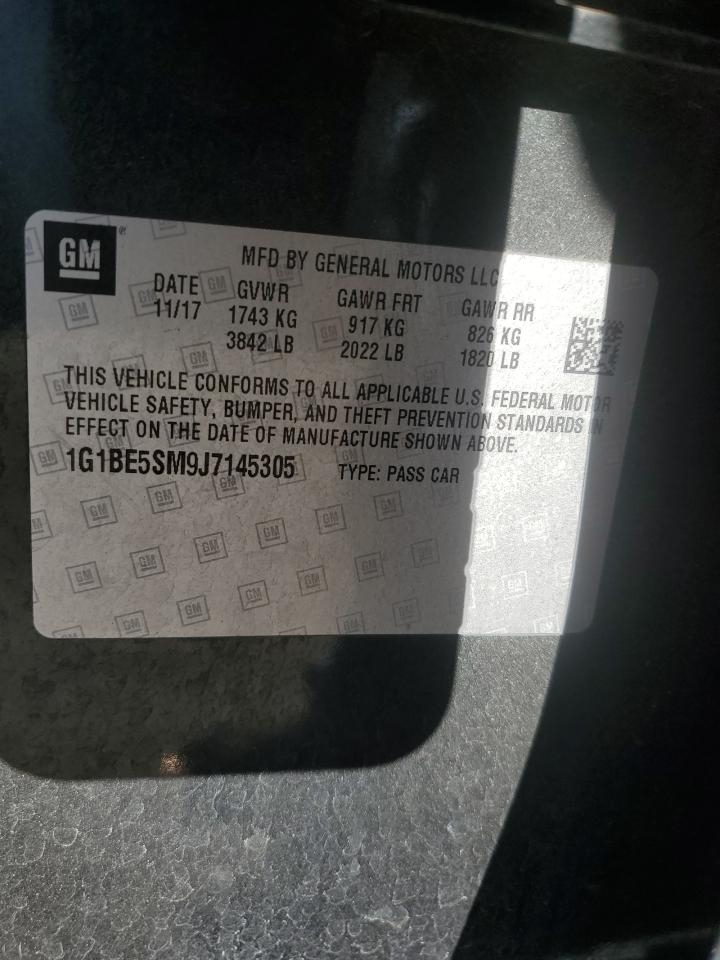 GM
MFD BY GENERAL MOTORS LLC
DATE GVWR GAWR FRT GAWR RR
11/17 1743 KG 917 KG 826 KG
3842 LB 2022 LB 1820 LB
THIS VEHICLE CONFORMS TO ALL APPLICABLE U.S. FEDERAL MOTOR
VEHICLE SAFETY, BUMPER, AND THEFT PREVENTION STANDARDS IN
EFFECT ON THE DATE OF MANUFACTURE SHOWN ABOVE.
1G1BE5SM9J7145305 TYPE: PASS CAR